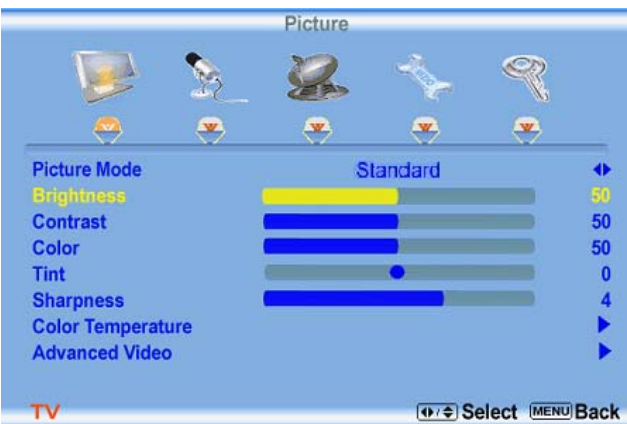 Picture
Picture Mode Standard
Brightness 50
Contrast 50
Color 50
Tint 0
Sharpness 4
Color Temperature
Advanced Video
TV Select MENU Back